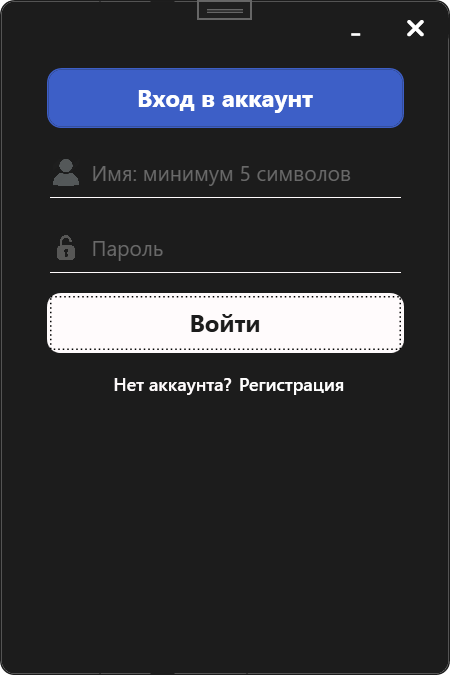 Вход в аккаунт
Имя: минимум 5 символов
Пароль
Войти
Нет аккаунта? Регистрация